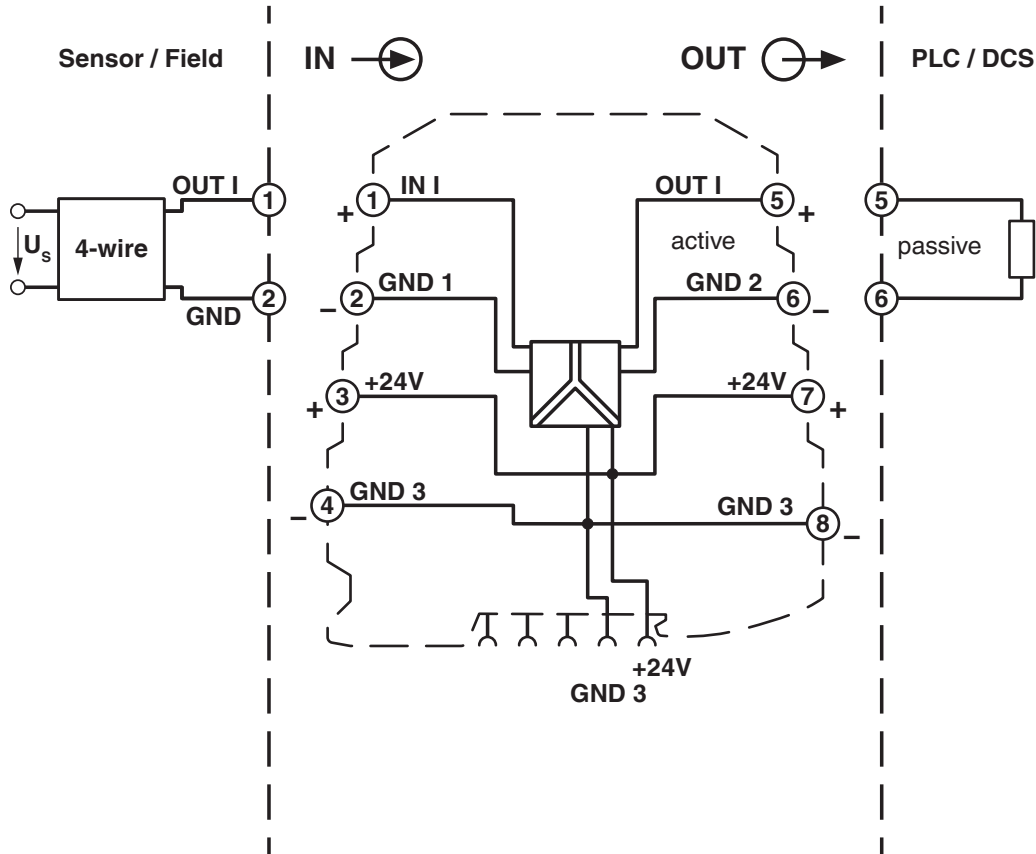 Sensor / Field
IN
OUT
PLC / DCS
OUT I
1
1
IN I
OUT I
5
5
+
+
U_S
4-wire
active
passive
GND
2
2
GND 1
GND 2
6
6
–
–
3
+24V
+24V
7
+
+
4
GND 3
GND 3
8
–
–
+24V
GND 3